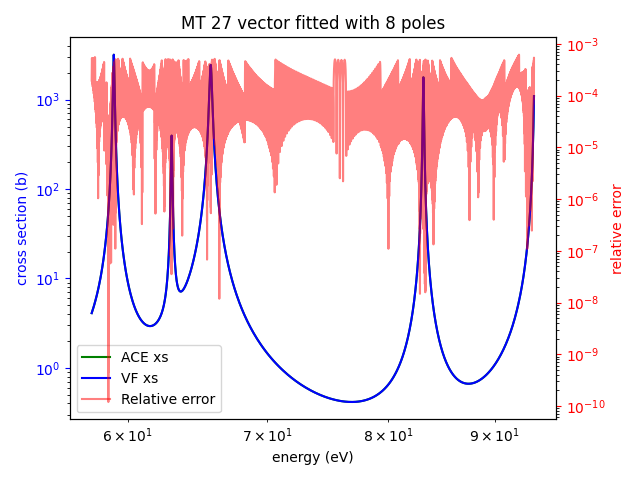 MT 27 vector fitted with 8 poles
cross section (b)
10³
10²
10¹
10⁰
10⁻³
10⁻⁴
10⁻⁵
10⁻⁶
10⁻⁷
10⁻⁸
10⁻⁹
10⁻¹⁰
relative error
ACE xs
VF xs
Relative error
6 × 10¹
7 × 10¹
8 × 10¹
9 × 10¹
energy (eV)